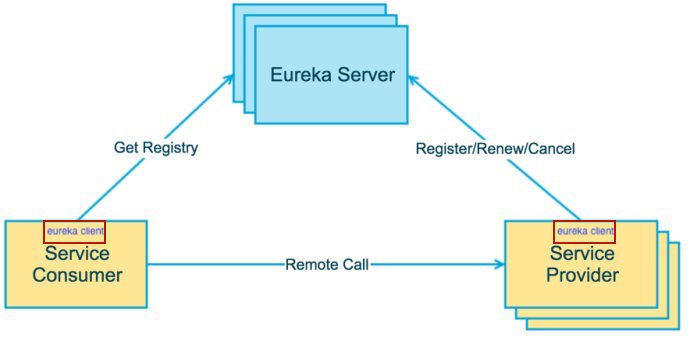 Eureka Server
Get Registry
Register/Renew/Cancel
eureka client
Service
Consumer
Remote Call
eureka client
Service
Provider